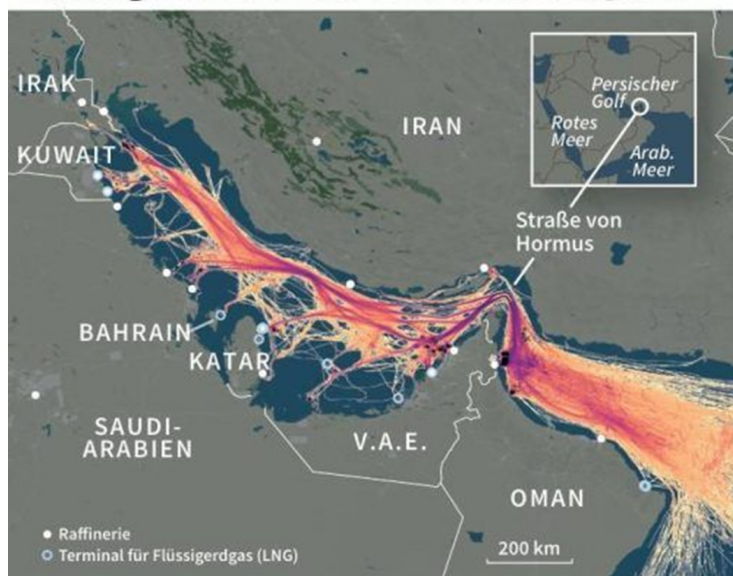 IRAK
KUWAIT
IRAN
Persischer
Golf
Rotes
Meer
Arab.
Meer
Straße von
Hormus
BAHRAIN
KATAR
SAUDI-
ARABIEN
V.A.E.
OMAN
Raffinerie
Terminal für Flüssigerdgas (LNG)
200 km